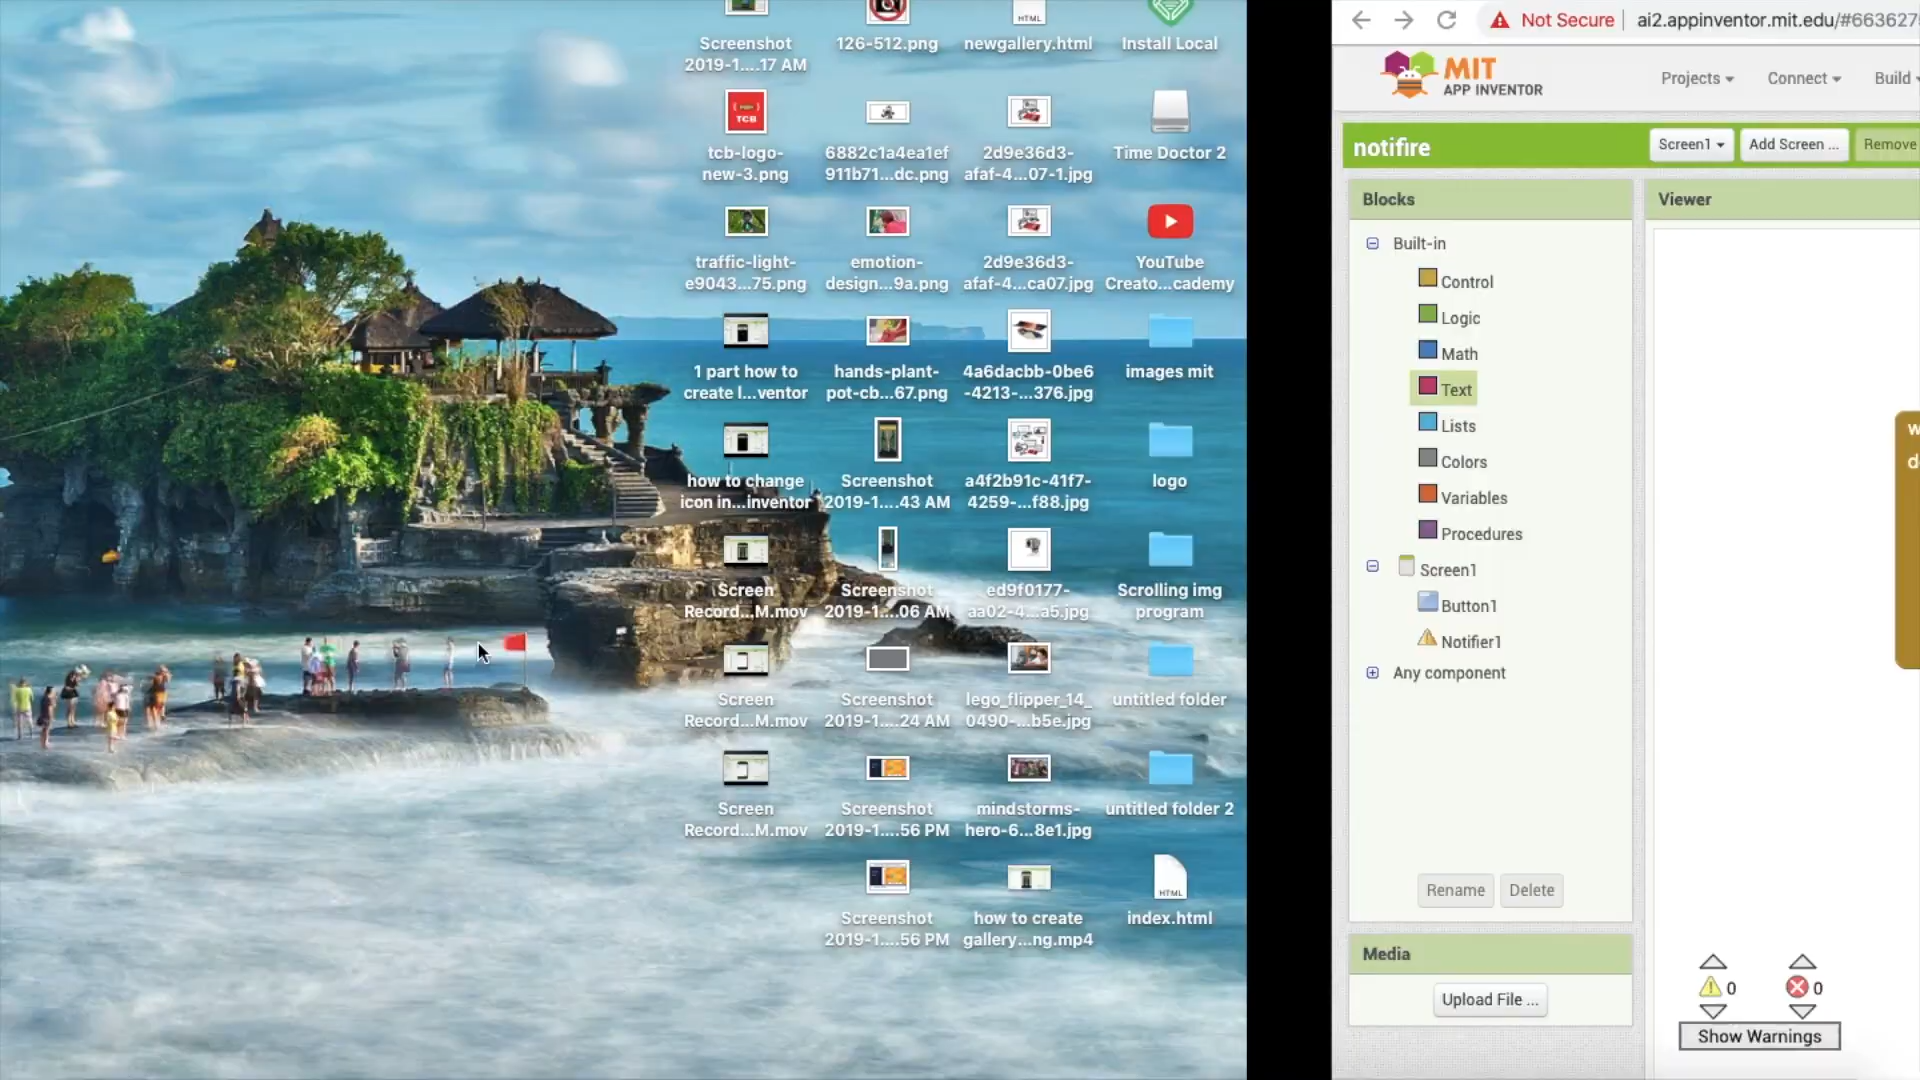 Screenshot
2019-1....17 AM
126-512.png
HTML
newgallery.html
Install Local
TCB
tcb-logo-
new-3.png
6882c1a4ea1ef
911b71...dc.png
2d9e36d3-
afaf-4...07-1.jpg
Time Doctor 2
traffic-light-
e9043...75.png
emotion-
design...9a.png
2d9e36d3-
afaf-4...ca07.jpg
YouTube
Creato...cademy
1 part how to
create l...ventor
hands-plant-
pot-cb...67.png
4a6dacbb-0be6
-4213-...376.jpg
images mit
how to change
icon in...inventor
Screenshot
2019-1....43 AM
a4f2b91c-41f7-
4259-...f88.jpg
logo
Screen
Record...M.mov
Screenshot
2019-1....06 AM
ed9f0177-
aa02-4...a5.jpg
Scrolling img
program
Screen
Record...M.mov
Screenshot
2019-1....24 AM
lego_flipper_14_
0490-...b5e.jpg
untitled folder
Screen
Record...M.mov
Screenshot
2019-1....56 PM
mindstorms-
hero-6...8e1.jpg
untitled folder 2
Screenshot
2019-1....56 PM
how to create
gallery...ng.mp4
HTML
index.html
Not Secure
ai2.appinventor.mit.edu/#663627
MIT
APP INVENTOR
Projects
Connect
Build
notifire
Screen1
Add Screen ...
Remove
Blocks
Viewer
Built-in
Control
Logic
Math
Text
Lists
Colors
Variables
Procedures
Screen1
Button1
Notifier1
Any component
Rename
Delete
Media
Upload File ...
0
0
Show Warnings